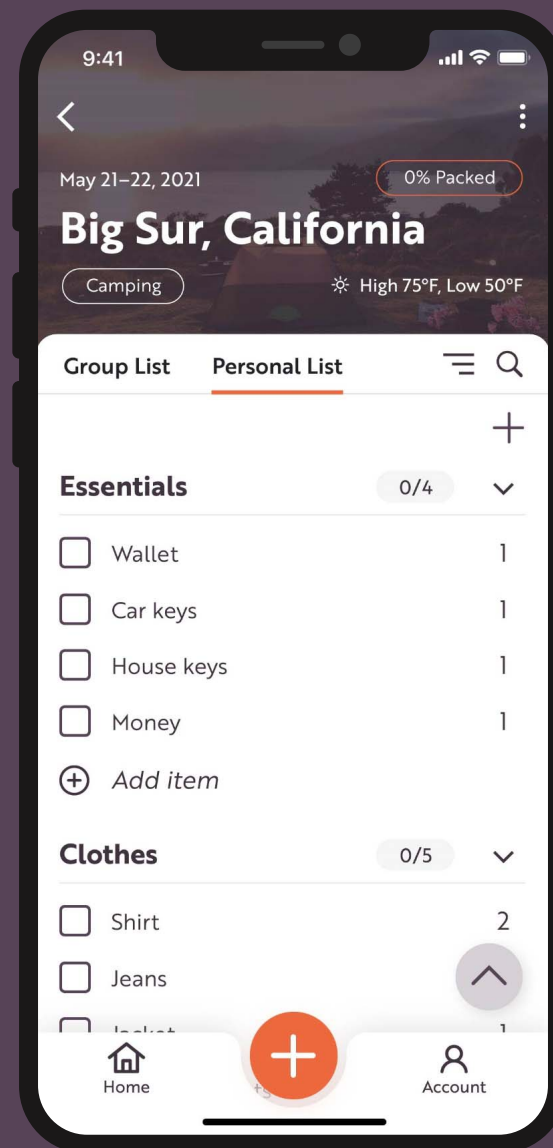 9:41
May 21–22, 2021
0% Packed
Big Sur, California
Camping
High 75°F, Low 50°F
Group List Personal List
Essentials 0/4
Wallet 1
Car keys 1
House keys 1
Money 1
Add item
Clothes 0/5
Shirt 2
Jeans
Jacket 1
Home
Account